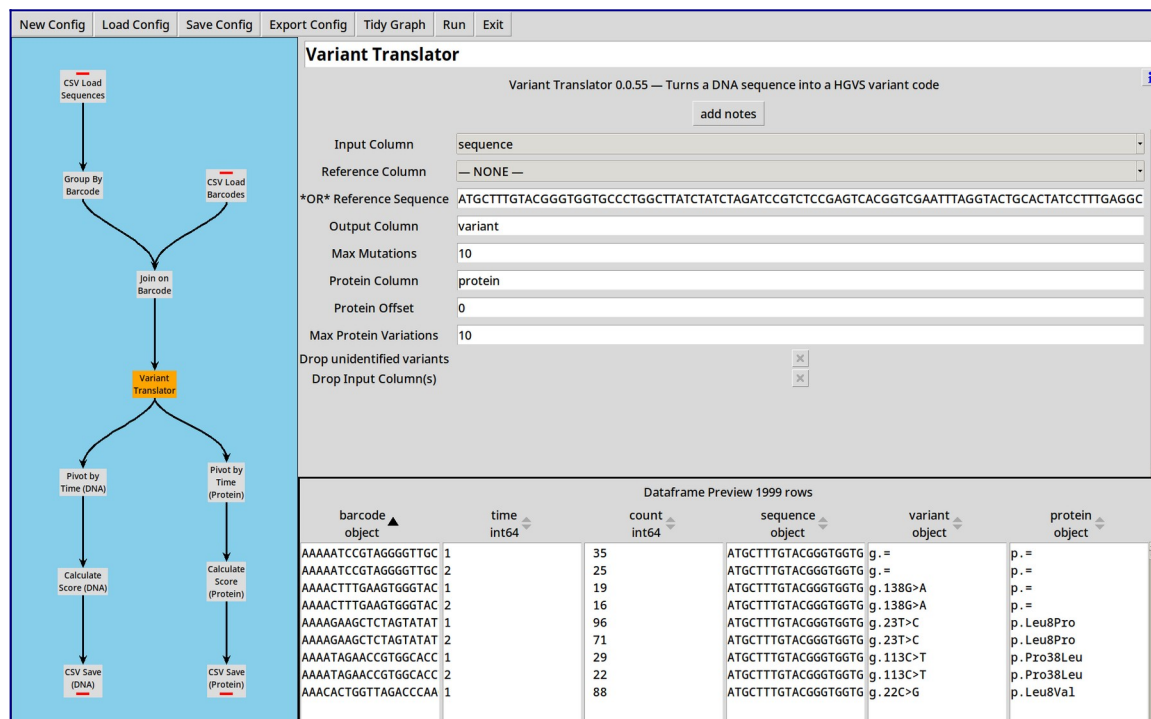 New Config Load Config Save Config Export Config Tidy Graph Run Exit
CSV Load
Sequences
Group By
Barcode
CSV Load
Barcodes
Join on
Barcode
Variant
Translator
Pivot by
Time (DNA)
Pivot by
Time
(Protein)
Calculate
Score (DNA)
Calculate
Score
(Protein)
CSV Save
(DNA)
CSV Save
(Protein)
Variant Translator
Variant Translator 0.0.55 — Turns a DNA sequence into a HGVS variant code
add notes
Input Column sequence
Reference Column — NONE —
*OR* Reference Sequence ATGCTTTGTACGGGTGGTGCCCTGGCTTATCTATCTAGATCCGTCTCCGAGTCACGGTCGAATTTAGGTACTGCACTATCCTTTGAGGC
Output Column variant
Max Mutations 10
Protein Column protein
Protein Offset 0
Max Protein Variations 10
Drop unidentified variants
Drop Input Column(s)
Dataframe Preview 1999 rows
barcode time count sequence variant protein
object int64 int64 object object object
AAAAATCCGTAGGGGTTGC 1 35 ATGCTTTGTACGGGTGGTG g.= p.=
AAAAATCCGTAGGGGTTGC 2 25 ATGCTTTGTACGGGTGGTG g.= p.=
AAAACTTTGAAGTGGGTAC 1 19 ATGCTTTGTACGGGTGGTG g.138G>A p.=
AAAACTTTGAAGTGGGTAC 2 16 ATGCTTTGTACGGGTGGTG g.138G>A p.=
AAAAGAAGCTCTAGTATAT 1 96 ATGCTTTGTACGGGTGGTG g.23T>C p.Leu8Pro
AAAAGAAGCTCTAGTATAT 2 71 ATGCTTTGTACGGGTGGTG g.23T>C p.Leu8Pro
AAAATAGAACCGTGGCACC 1 29 ATGCTTTGTACGGGTGGTG g.113C>T p.Pro38Leu
AAAATAGAACCGTGGCACC 2 22 ATGCTTTGTACGGGTGGTG g.113C>T p.Pro38Leu
AAACACTGGTTAGACCCAA 1 88 ATGCTTTGTACGGGTGGTG g.22C>G p.Leu8Val